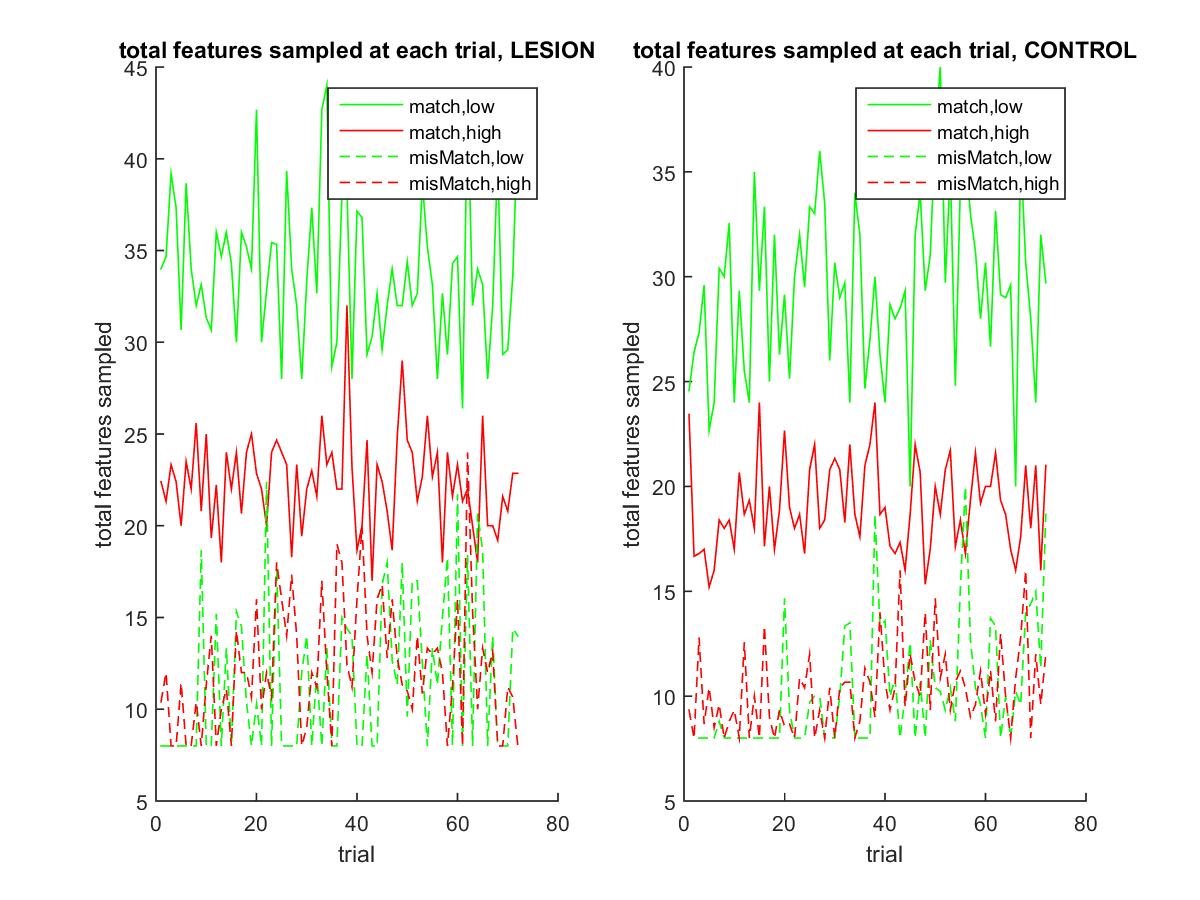 total features sampled at each trial, LESION
45
40
35
30
25
20
15
10
5
0
20
40
60
80
total features sampled
trial
match,low
match,high
misMatch,low
misMatch,high
total features sampled at each trial, CONTROL
40
35
30
25
20
15
10
5
0
20
40
60
80
total features sampled
trial
match,low
match,high
misMatch,low
misMatch,high